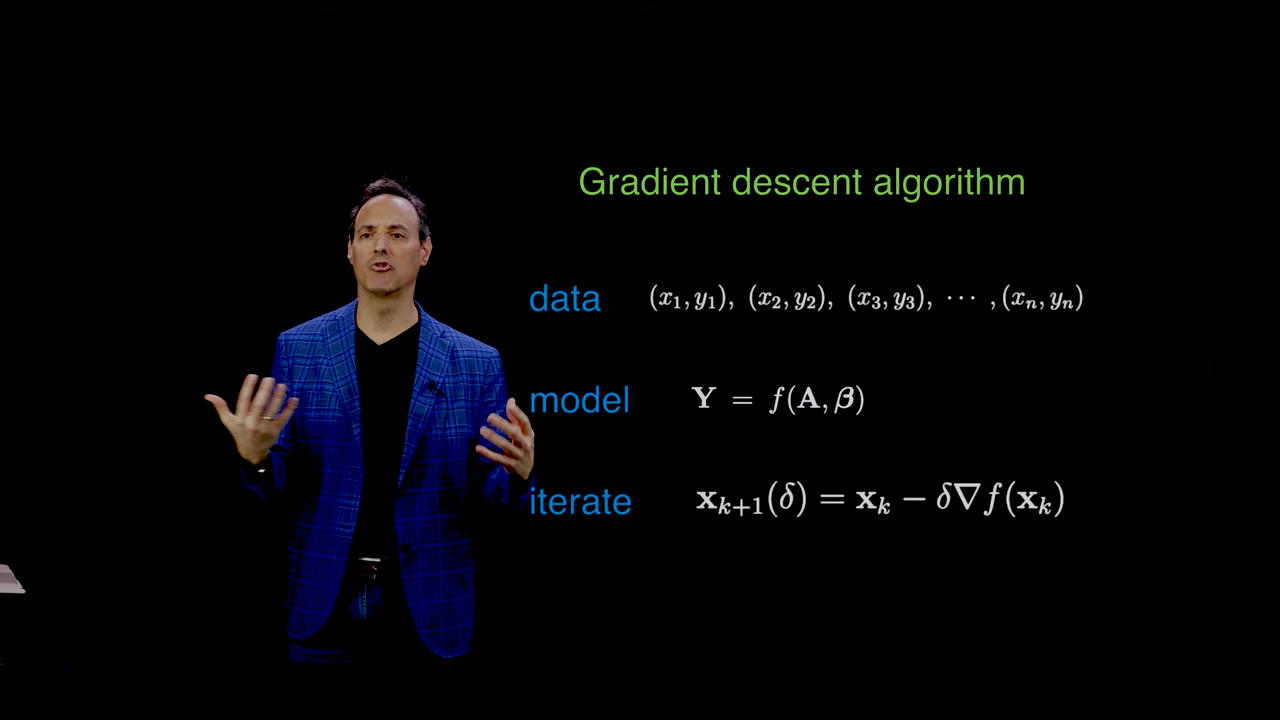 Gradient descent algorithm
data (x₁, y₁), (x₂, y₂), (x₃, y₃), ⋯ , (xₙ, yₙ)
model Y = f(A, β)
iterate xₖ₊₁(δ) = xₖ − δ∇f(xₖ)